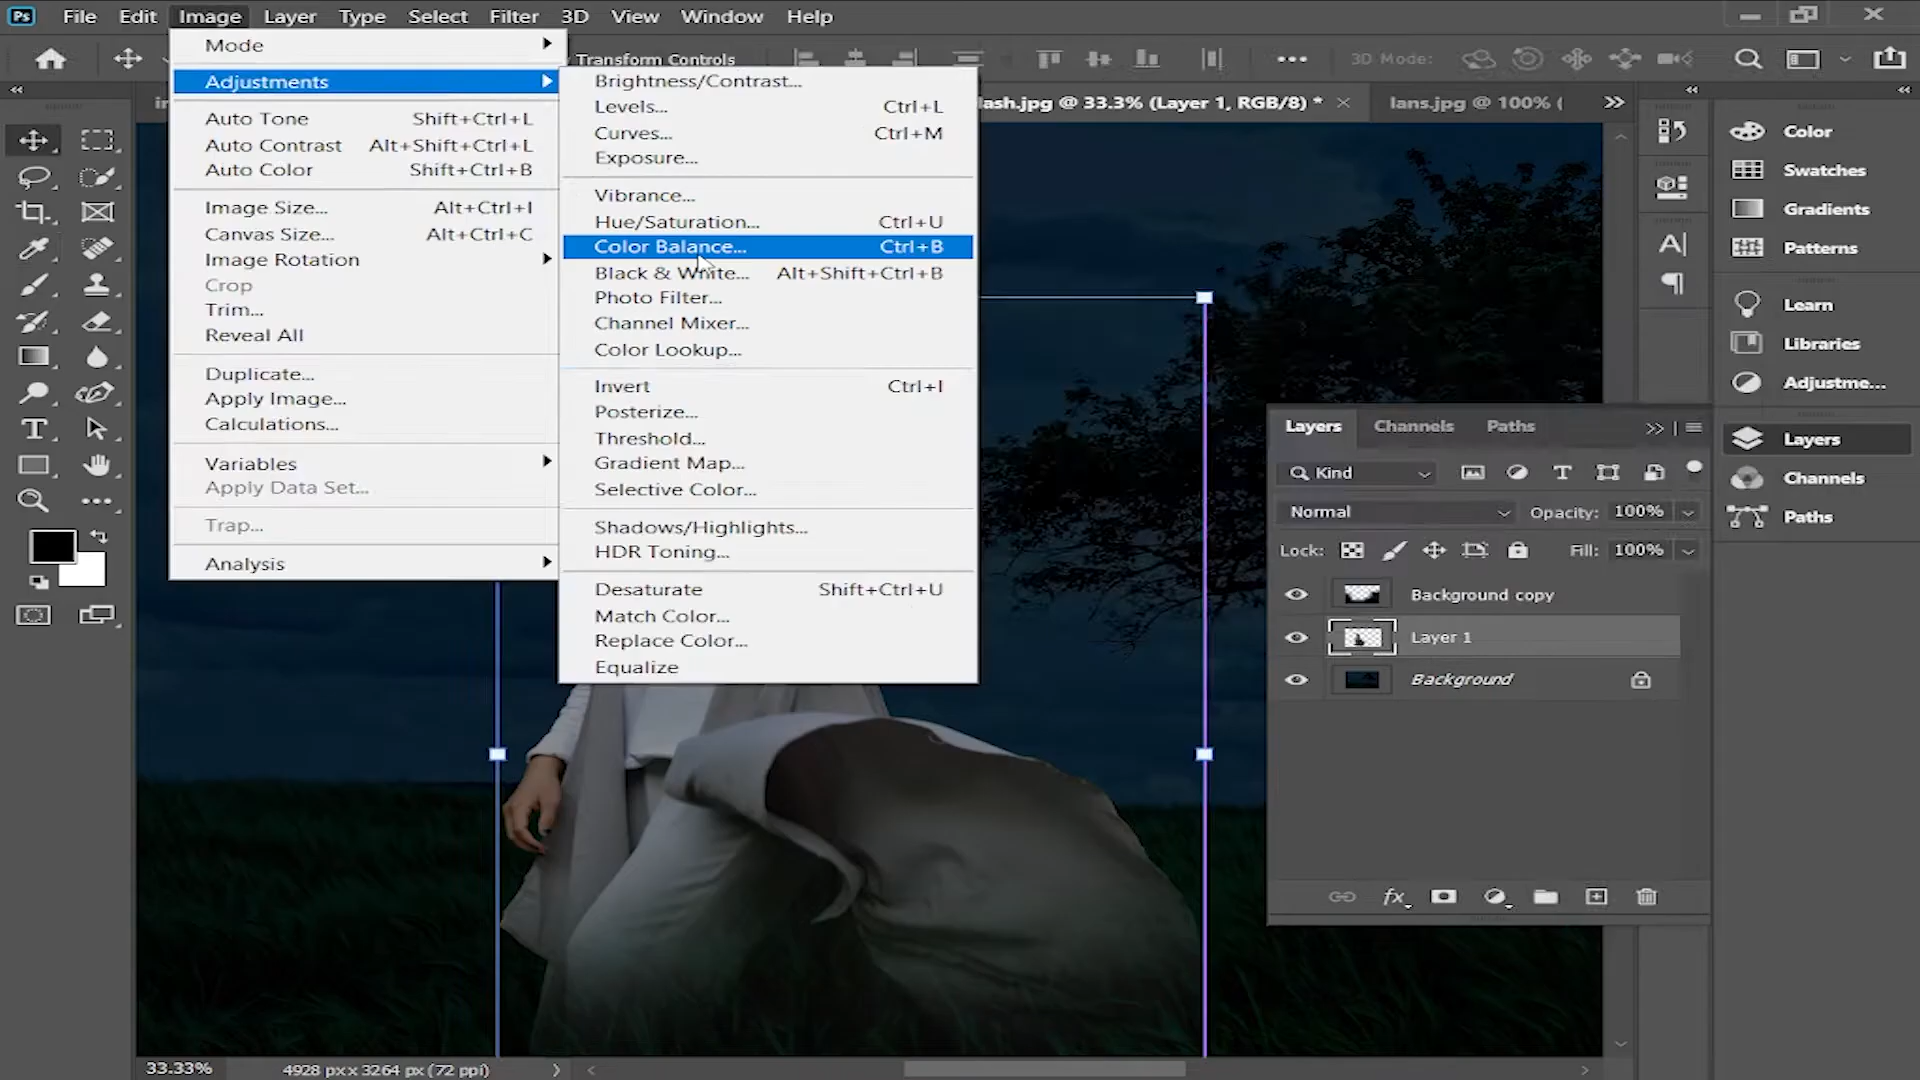 Ps File Edit Image Layer Type Select Filter 3D View Window Help
Transform Controls
3D Mode:
lash.jpg @ 33.3% (Layer 1, RGB/8) *
lans.jpg @ 100% (
Mode
Adjustments
Auto Tone Shift+Ctrl+L
Auto Contrast Alt+Shift+Ctrl+L
Auto Color Shift+Ctrl+B
Image Size... Alt+Ctrl+I
Canvas Size... Alt+Ctrl+C
Image Rotation
Crop
Trim...
Reveal All
Duplicate...
Apply Image...
Calculations...
Variables
Apply Data Set...
Trap...
Analysis
Brightness/Contrast...
Levels... Ctrl+L
Curves... Ctrl+M
Exposure...
Vibrance...
Hue/Saturation... Ctrl+U
Color Balance... Ctrl+B
Black & White... Alt+Shift+Ctrl+B
Photo Filter...
Channel Mixer...
Color Lookup...
Invert Ctrl+I
Posterize...
Threshold...
Gradient Map...
Selective Color...
Shadows/Highlights...
HDR Toning...
Desaturate Shift+Ctrl+U
Match Color...
Replace Color...
Equalize
Color
Swatches
Gradients
Patterns
Learn
Libraries
Adjustme...
Layers
Channels
Paths
Layers Channels Paths
Kind
Normal Opacity: 100%
Lock: Fill: 100%
Background copy
Layer 1
Background
fx
33.33% 4928 px x 3264 px (72 ppi)